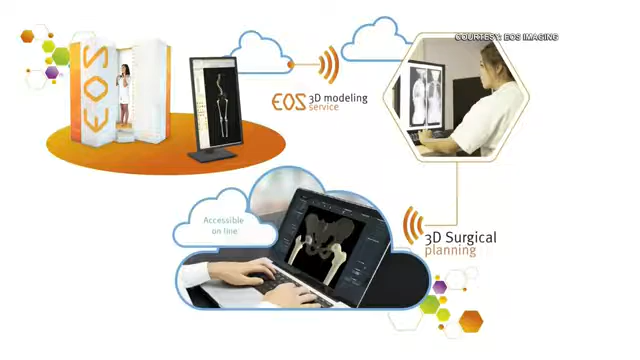 COURTESY: EOS IMAGING
EOS
EOS 3D modeling
service
Accessible
on line
3D Surgical
planning